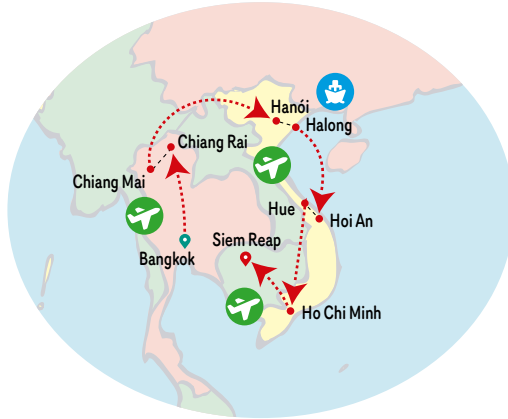 Hanói
Halong
Chiang Rai
Chiang Mai
Hue
Hoi An
Siem Reap
Bangkok
Ho Chi Minh